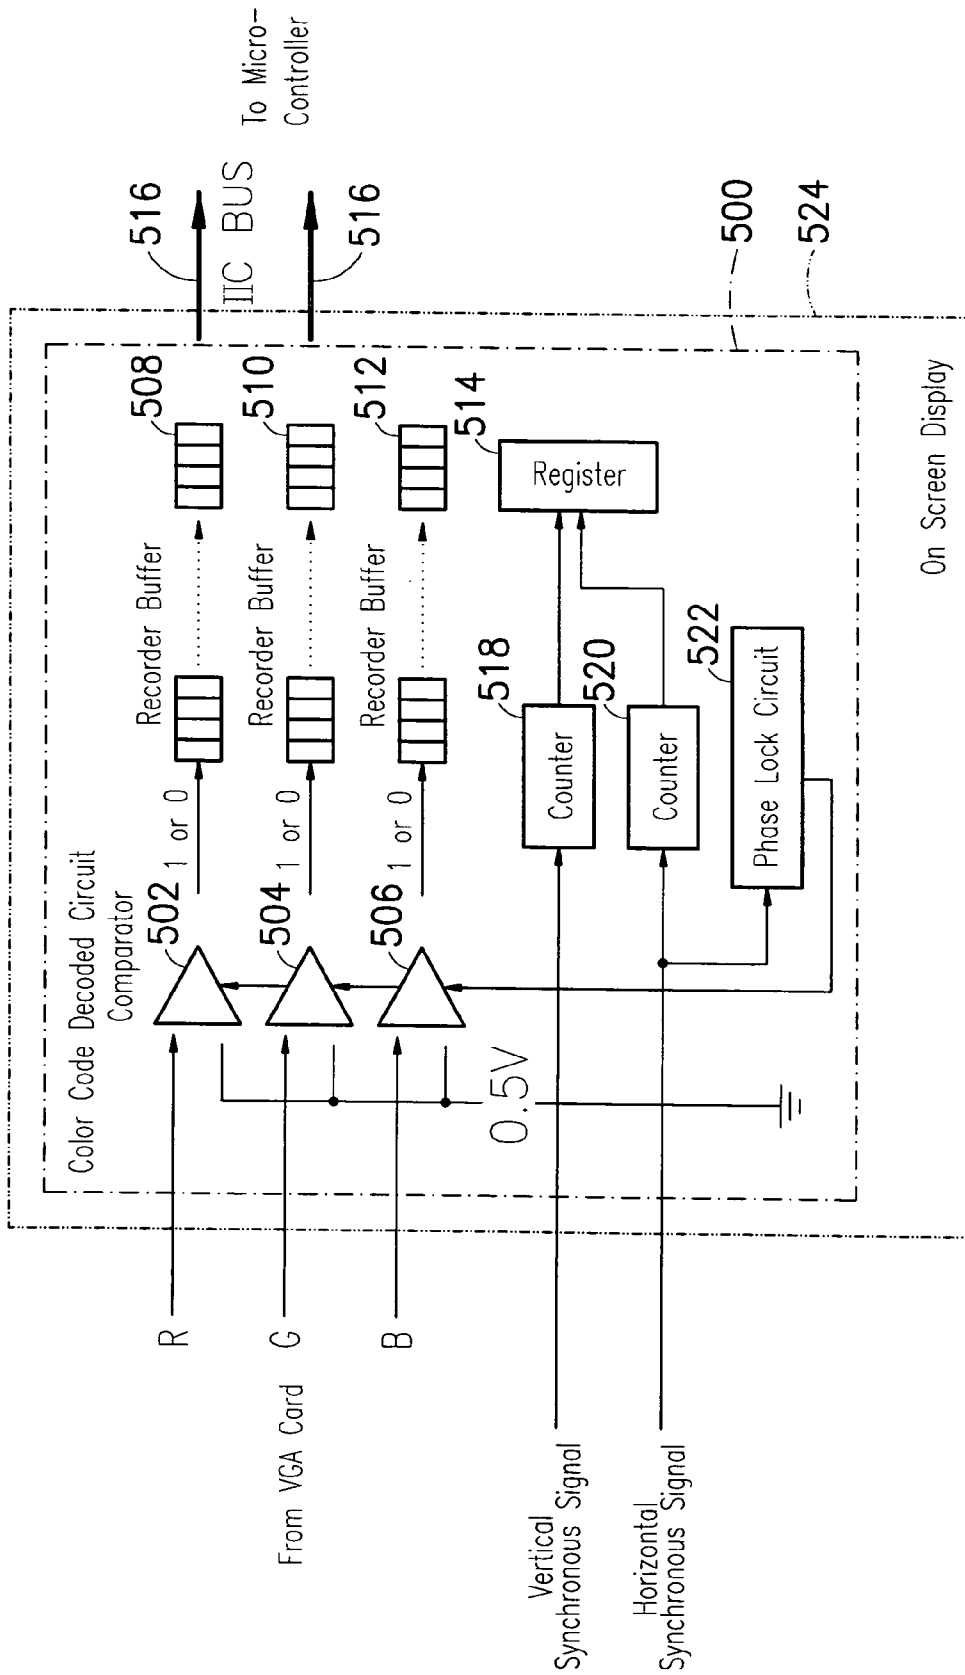 Color Code Decoded Circuit
Comparator
502
1 or 0
Recorder Buffer
508
516
IIC BUS
To Micro-
Controller
R
504
1 or 0
Recorder Buffer
510
516
From VGA Card
G
506
1 or 0
Recorder Buffer
512
B
0.5V
514
Register
518
Counter
Vertical
Synchronous Signal
520
Counter
Horizontal
Synchronous Signal
522
Phase Lock Circuit
500
524
On Screen Display